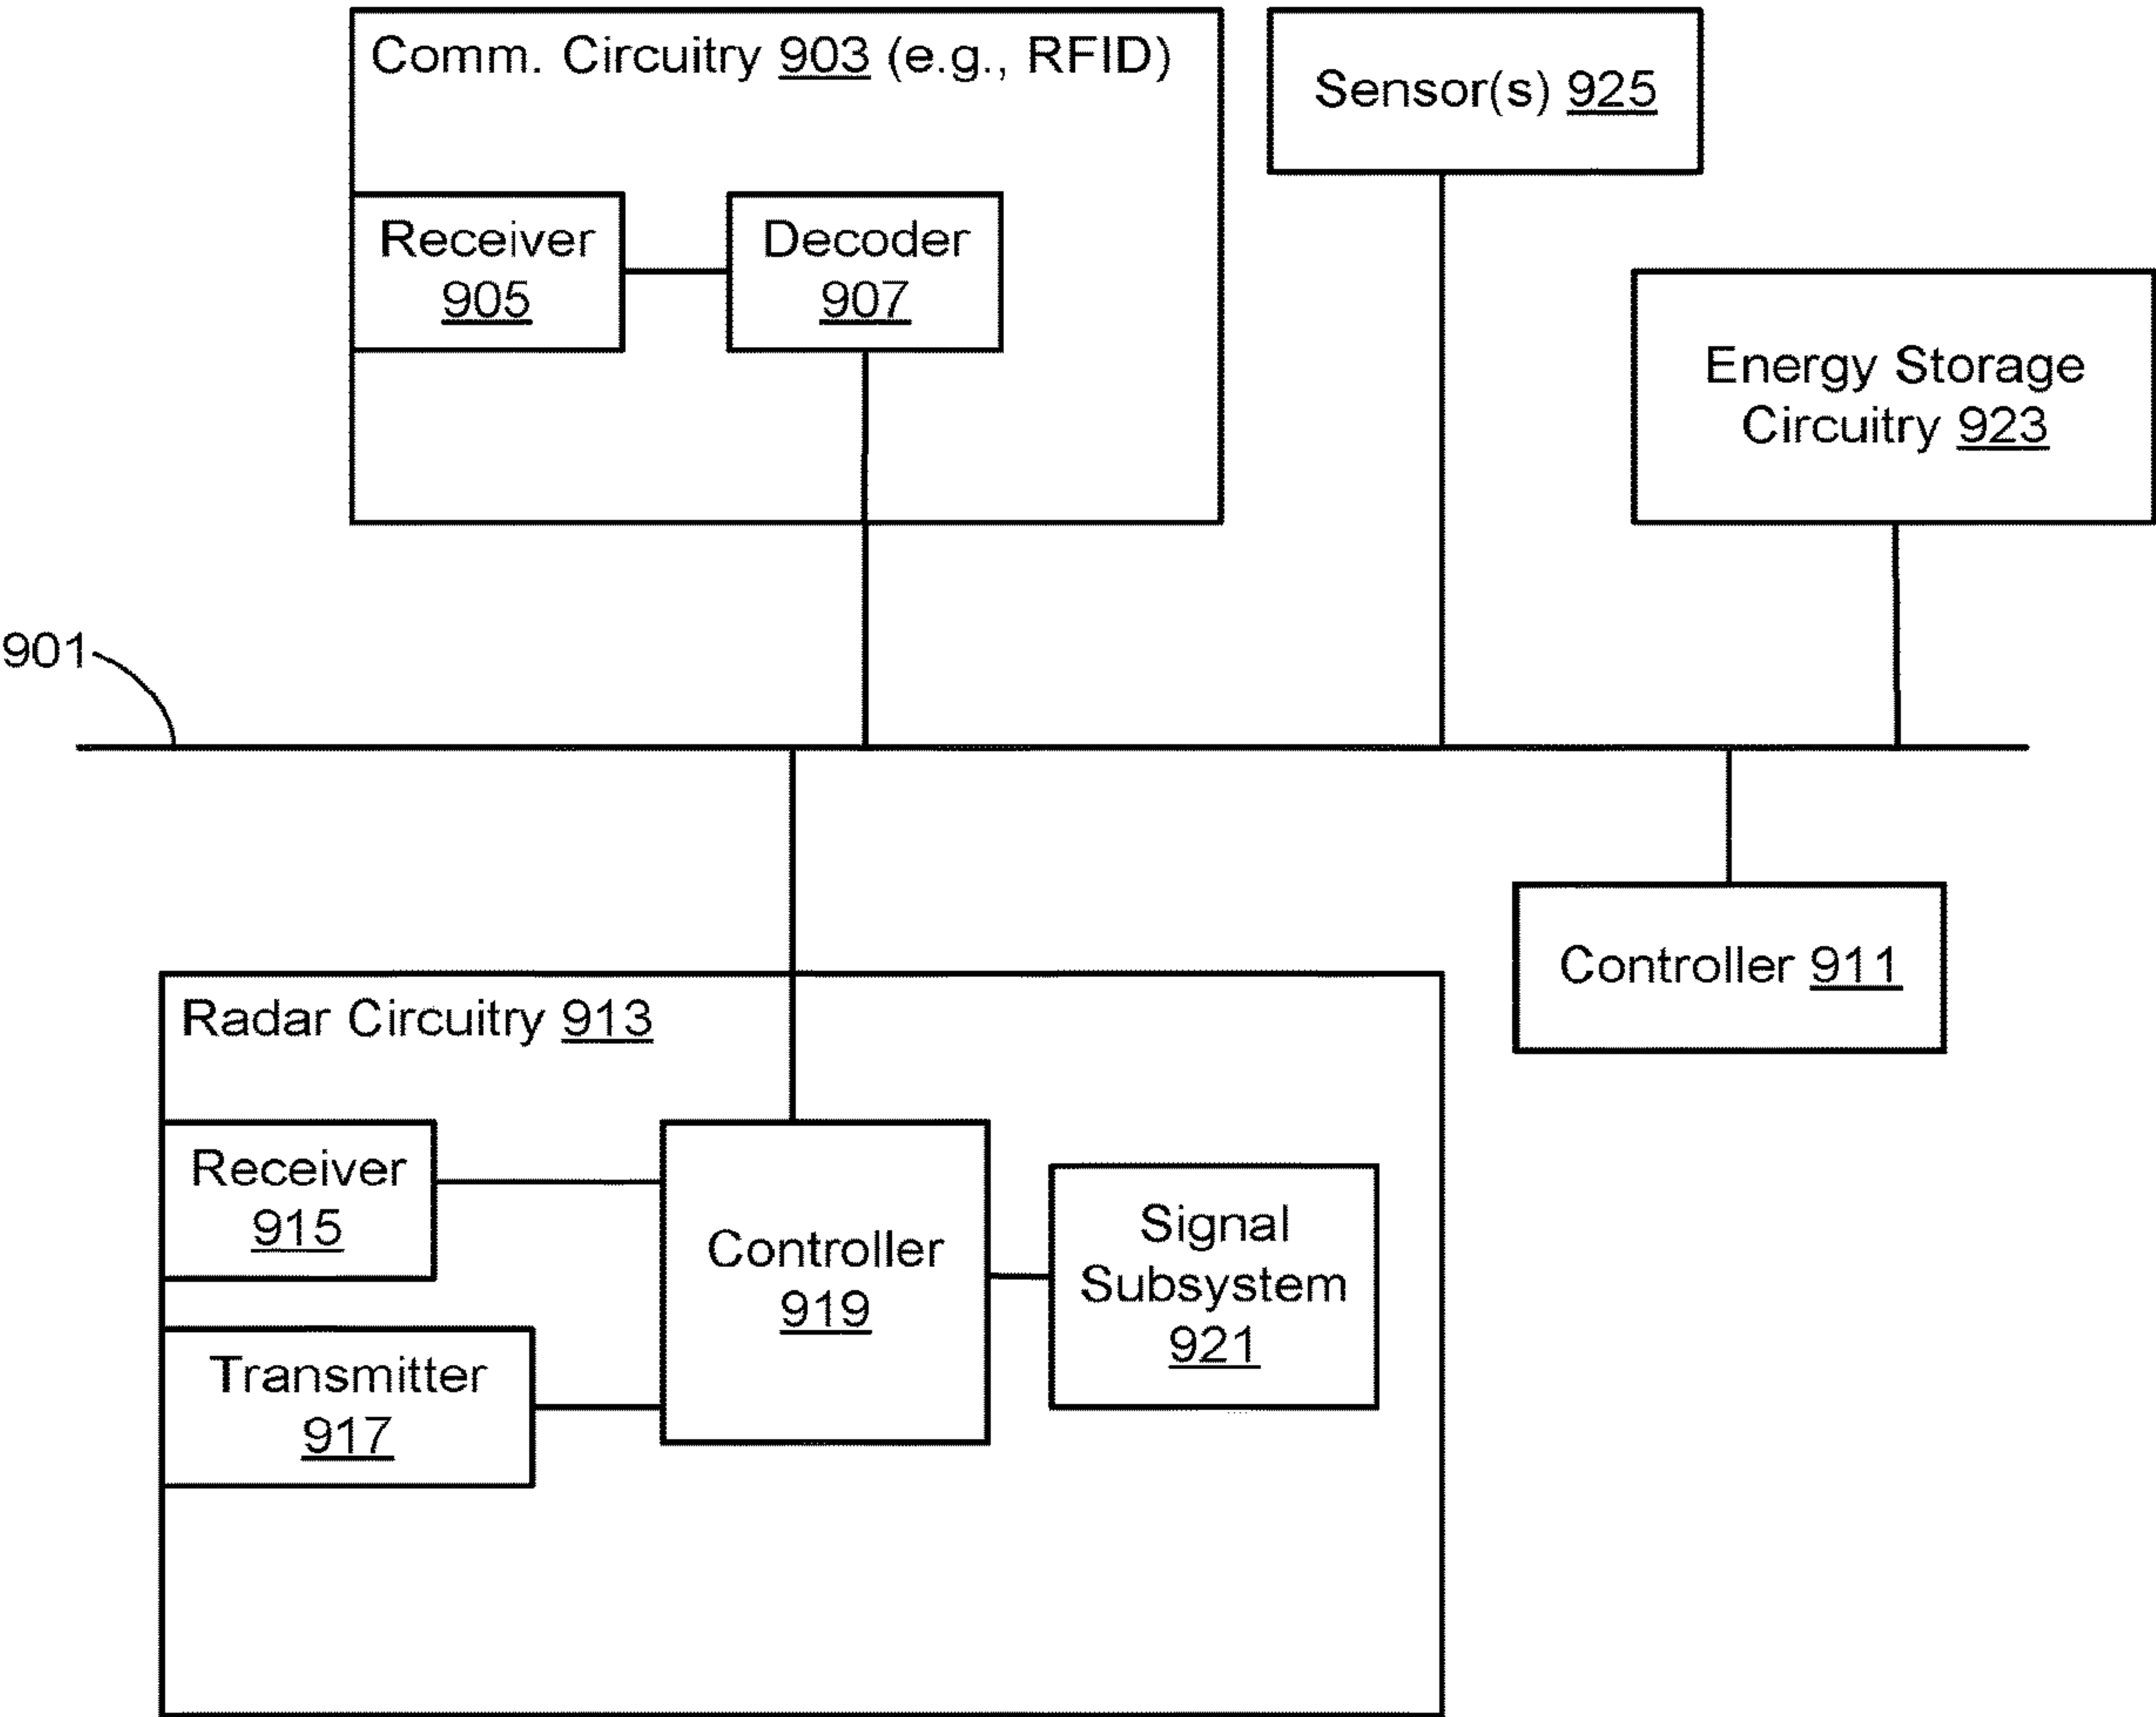 Comm. Circuitry 903 (e.g., RFID)
Receiver
905
Decoder
907
Sensor(s) 925
Energy Storage
Circuitry 923
901
Controller 911
Radar Circuitry 913
Receiver
915
Transmitter
917
Controller
919
Signal
Subsystem
921